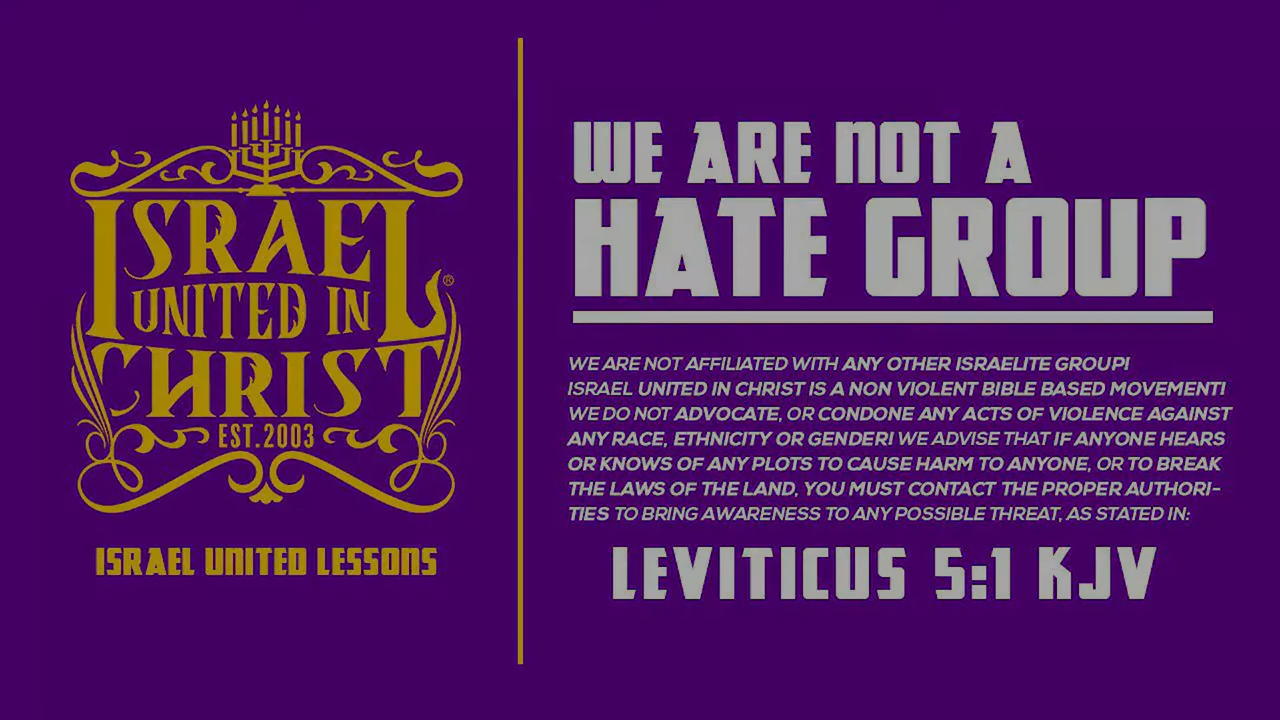 ISRAEL
UNITED IN
CHRIST
®
EST.2003
ISRAEL UNITED LESSONS
WE ARE NOT A
HATE GROUP
WE ARE NOT AFFILIATED WITH ANY OTHER ISRAELITE GROUP!
ISRAEL UNITED IN CHRIST IS A NON VIOLENT BIBLE BASED MOVEMENT!
WE DO NOT ADVOCATE, OR CONDONE ANY ACTS OF VIOLENCE AGAINST
ANY RACE, ETHNICITY OR GENDER! WE ADVISE THAT IF ANYONE HEARS
OR KNOWS OF ANY PLOTS TO CAUSE HARM TO ANYONE, OR TO BREAK
THE LAWS OF THE LAND, YOU MUST CONTACT THE PROPER AUTHORI-
TIES TO BRING AWARENESS TO ANY POSSIBLE THREAT, AS STATED IN:
LEVITICUS 5:1 KJV